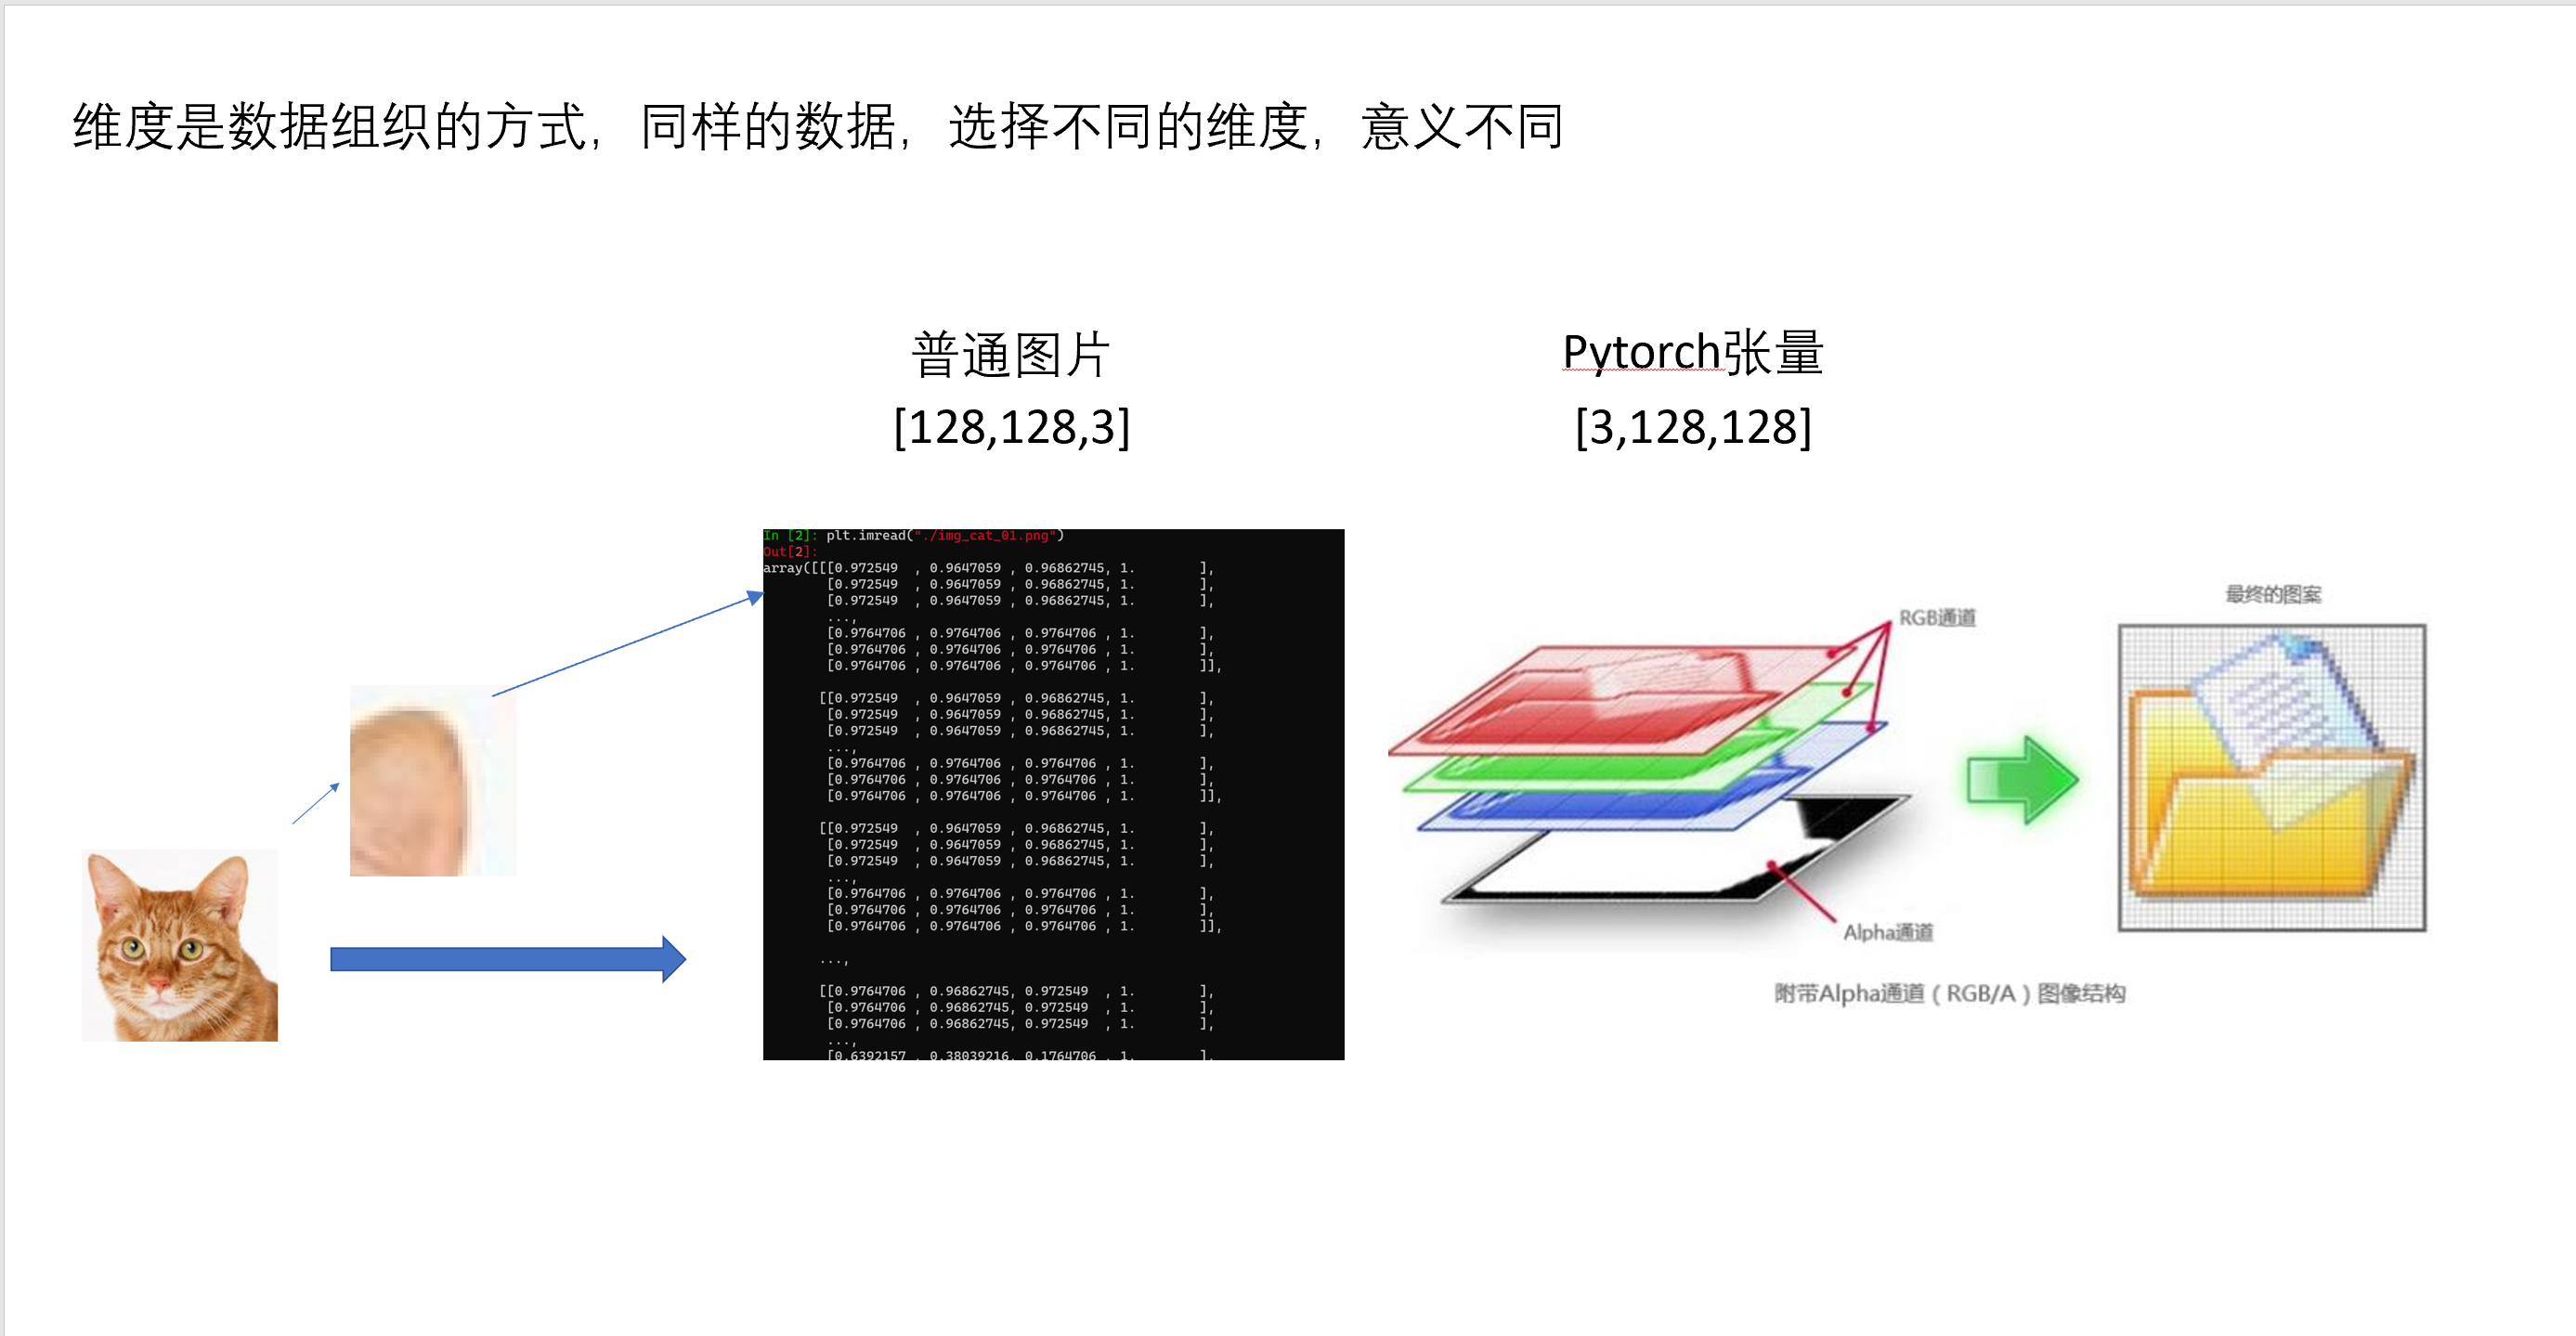 维度是数据组织的方式，同样的数据，选择不同的维度，意义不同
普通图片
[128,128,3]
Pytorch张量
[3,128,128]
In [2]: plt.imread("./img_cat_01.png")
Out[2]:
array([[[0.972549  , 0.9647059 , 0.96862745, 1.        ],
[0.972549  , 0.9647059 , 0.96862745, 1.        ],
[0.972549  , 0.9647059 , 0.96862745, 1.        ],
...,
[0.9764706 , 0.9764706 , 0.9764706 , 1.        ],
[0.9764706 , 0.9764706 , 0.9764706 , 1.        ],
[0.9764706 , 0.9764706 , 0.9764706 , 1.        ]],
[[0.972549  , 0.9647059 , 0.96862745, 1.        ],
[0.972549  , 0.9647059 , 0.96862745, 1.        ],
[0.972549  , 0.9647059 , 0.96862745, 1.        ],
...,
[0.9764706 , 0.9764706 , 0.9764706 , 1.        ],
[0.9764706 , 0.9764706 , 0.9764706 , 1.        ],
[0.9764706 , 0.9764706 , 0.9764706 , 1.        ]],
[[0.972549  , 0.9647059 , 0.96862745, 1.        ],
[0.972549  , 0.9647059 , 0.96862745, 1.        ],
[0.972549  , 0.9647059 , 0.96862745, 1.        ],
...,
[0.9764706 , 0.9764706 , 0.9764706 , 1.        ],
[0.9764706 , 0.9764706 , 0.9764706 , 1.        ],
[0.9764706 , 0.9764706 , 0.9764706 , 1.        ]],
...,
[[0.9764706 , 0.96862745, 0.972549  , 1.        ],
[0.9764706 , 0.96862745, 0.972549  , 1.        ],
[0.9764706 , 0.96862745, 0.972549  , 1.        ],
...,
[0.6392157 , 0.38039216, 0.1764706 , 1.        ],
RGB通道
最终的图案
Alpha通道
附带Alpha通道（RGB/A）图像结构